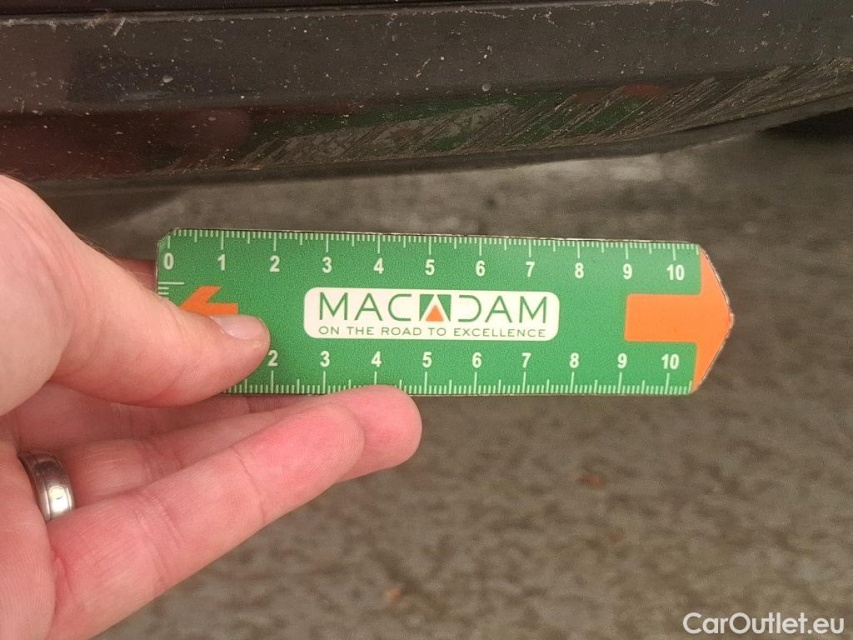 0 1 2 3 4 5 6 7 8 9 10
MACADAM
ON THE ROAD TO EXCELLENCE
2 3 4 5 6 7 8 9 10
CarOutlet.eu